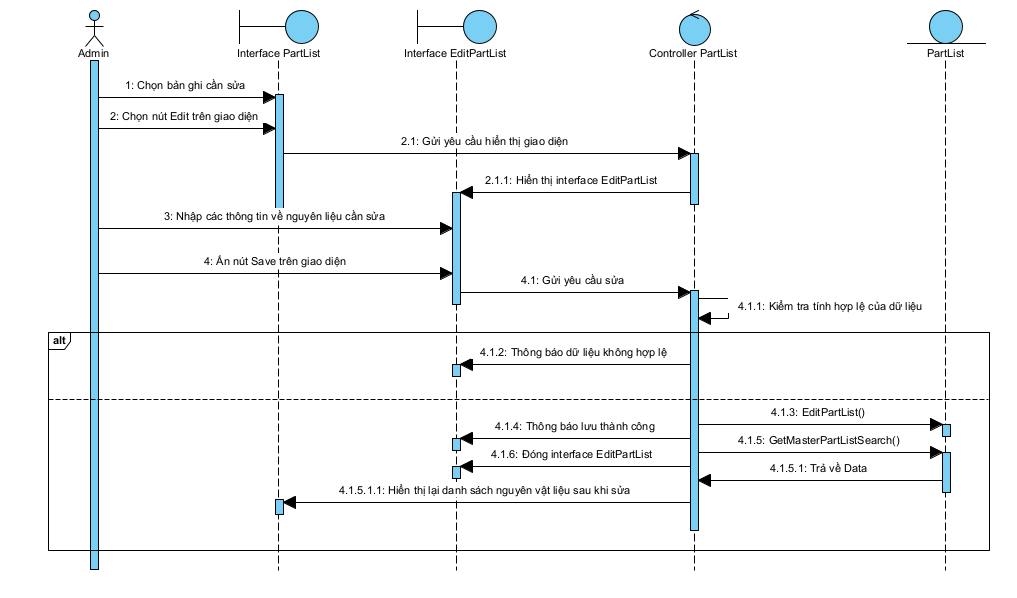 Admin
Interface PartList
Interface EditPartList
Controller PartList
PartList
1: Chọn bản ghi cần sửa
2: Chọn nút Edit trên giao diện
2.1: Gửi yêu cầu hiển thị giao diện
2.1.1: Hiển thị interface EditPartList
3: Nhập các thông tin về nguyên liệu cần sửa
4: Ấn nút Save trên giao diện
4.1: Gửi yêu cầu sửa
4.1.1: Kiểm tra tính hợp lệ của dữ liệu
alt
4.1.2: Thông báo dữ liệu không hợp lệ
4.1.3: EditPartList()
4.1.4: Thông báo lưu thành công
4.1.5: GetMasterPartListSearch()
4.1.6: Đóng interface EditPartList
4.1.5.1: Trả về Data
4.1.5.1.1: Hiển thị lại danh sách nguyên vật liệu sau khi sửa